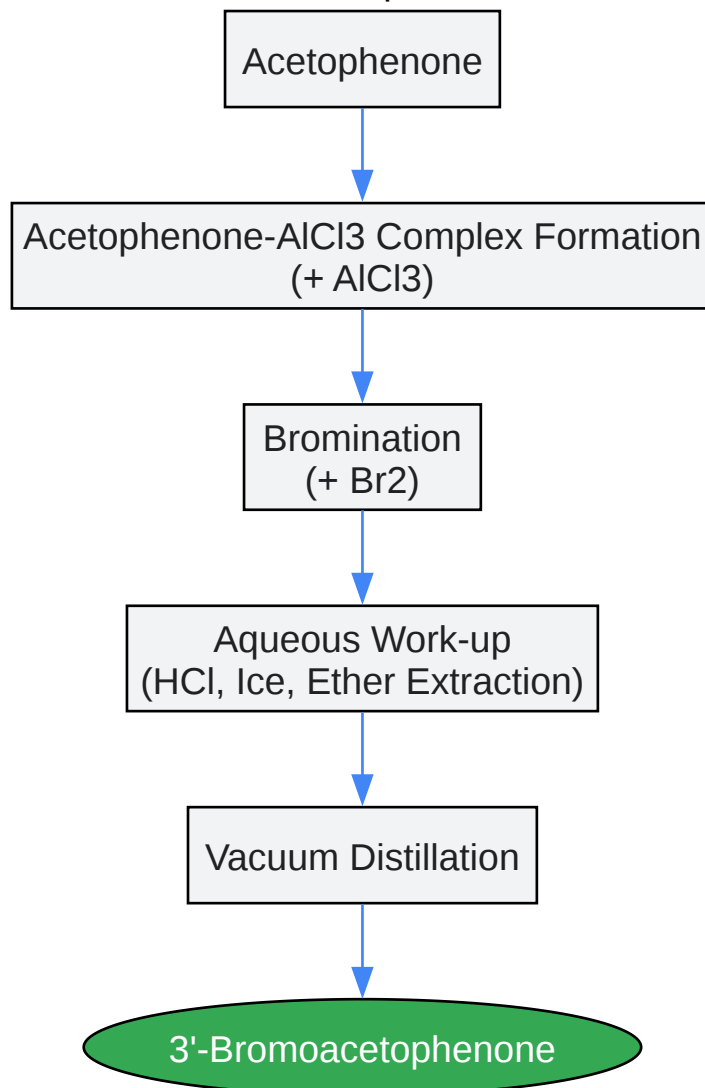 Acetophenone
Acetophenone-AlCl3 Complex Formation
(+ AlCl3)
Bromination
(+ Br2)
Aqueous Work-up
(HCl, Ice, Ether Extraction)
Vacuum Distillation
3'-Bromoacetophenone